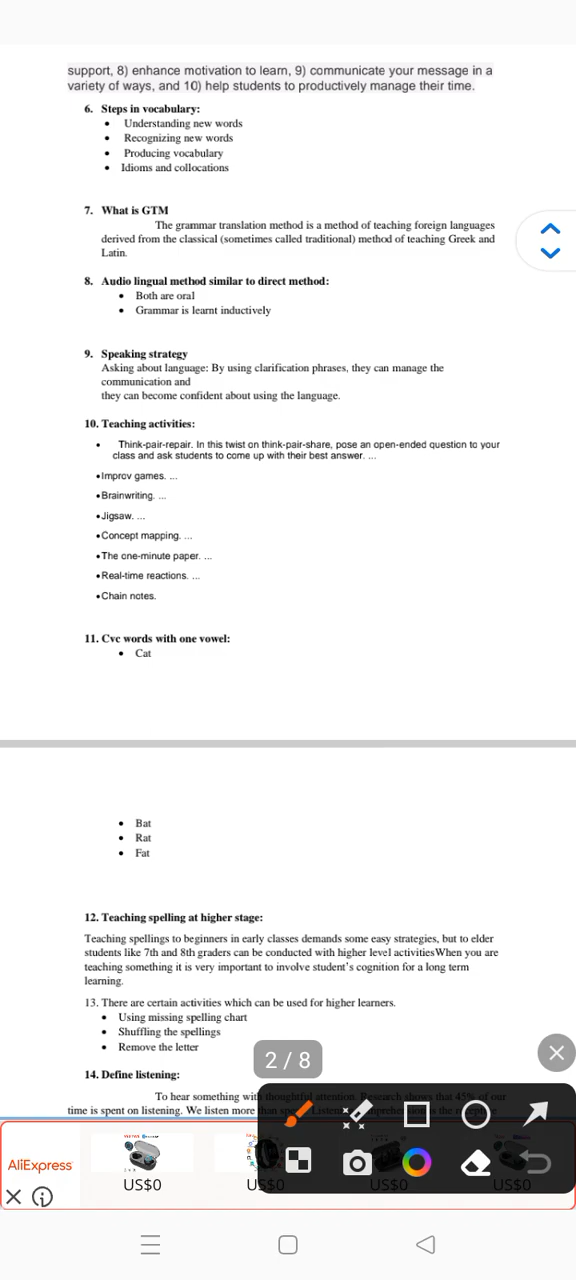 support, 8) enhance motivation to learn, 9) communicate your message in a
variety of ways, and 10) help students to productively manage their time.
6. Steps in vocabulary:
• Understanding new words
• Recognizing new words
• Producing vocabulary
• Idioms and collocations
7. What is GTM
The grammar translation method is a method of teaching foreign languages
derived from the classical (sometimes called traditional) method of teaching Greek and
Latin.
8. Audio lingual method similar to direct method:
• Both are oral
• Grammar is learnt inductively
9. Speaking strategy
Asking about language: By using clarification phrases, they can manage the
communication and
they can become confident about using the language.
10. Teaching activities:
• Think-pair-repair. In this twist on think-pair-share, pose an open-ended question to your
class and ask students to come up with their best answer. ...
•Improv games. ...
•Brainwriting. ...
•Jigsaw. ...
•Concept mapping. ...
•The one-minute paper. ...
•Real-time reactions. ...
•Chain notes.
11. Cvc words with one vowel:
• Cat
• Bat
• Rat
• Fat
12. Teaching spelling at higher stage:
Teaching spellings to beginners in early classes demands some easy strategies, but to elder
students like 7th and 8th graders can be conducted with higher level activitiesWhen you are
teaching something it is very important to involve student's cognition for a long term
learning.
13. There are certain activities which can be used for higher learners.
• Using missing spelling chart
• Shuffling the spellings
• Remove the letter
2 / 8
14. Define listening:
To hear something with thoughtful attention. Research shows that 45% of our
time is spent on listening. We listen more than
AliExpress
US$0
US$0
US$0
US$0